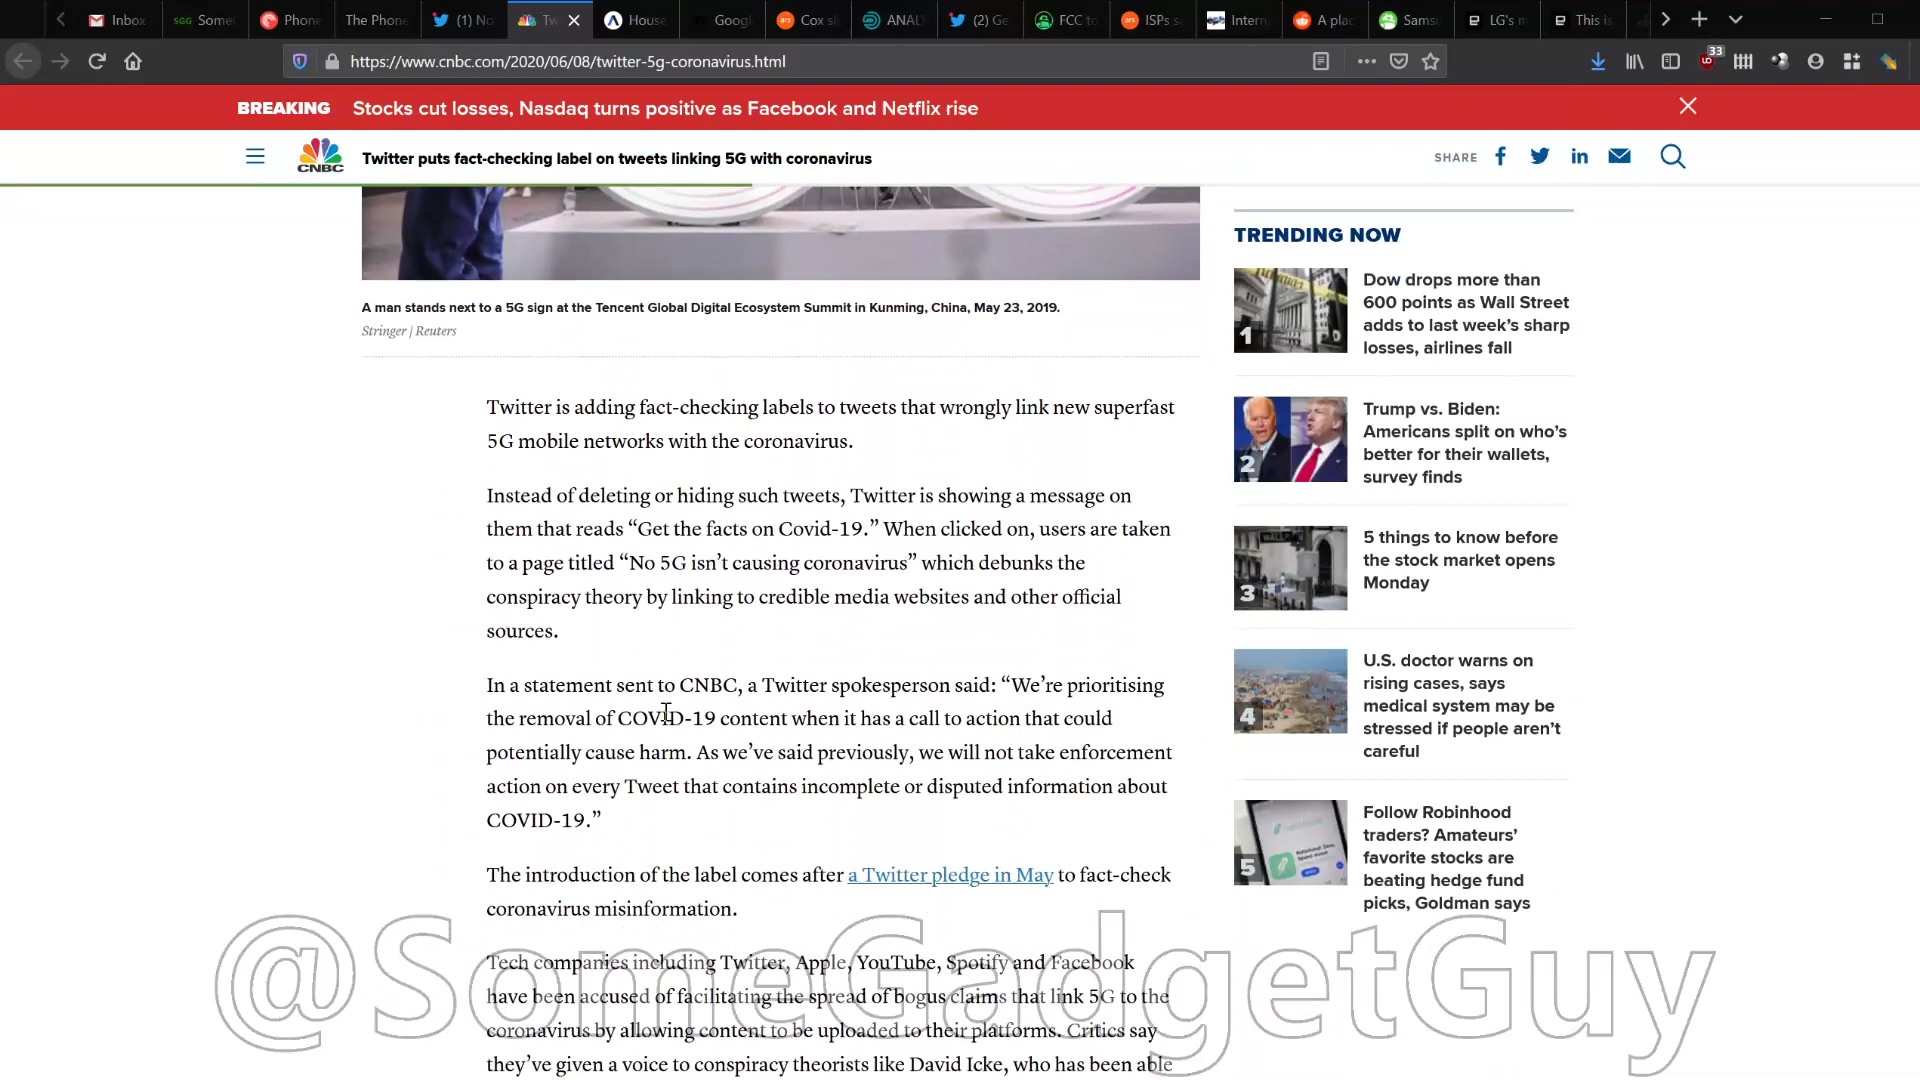 Inbox
SGG Some
Phone
The Phone
(1) No
Tw
House
Googl
ars Cox sl
ANAL
(2) Ge
FCC to
ars ISPs s
Intern
A plac
Sams
LG's m
This is
https://www.cnbc.com/2020/06/08/twitter-5g-coronavirus.html
33
BREAKING Stocks cut losses, Nasdaq turns positive as Facebook and Netflix rise
CNBC
Twitter puts fact-checking label on tweets linking 5G with coronavirus
SHARE
A man stands next to a 5G sign at the Tencent Global Digital Ecosystem Summit in Kunming, China, May 23, 2019.
Stringer | Reuters
Twitter is adding fact-checking labels to tweets that wrongly link new superfast
5G mobile networks with the coronavirus.
Instead of deleting or hiding such tweets, Twitter is showing a message on
them that reads “Get the facts on Covid-19.” When clicked on, users are taken
to a page titled “No 5G isn’t causing coronavirus” which debunks the
conspiracy theory by linking to credible media websites and other official
sources.
In a statement sent to CNBC, a Twitter spokesperson said: “We’re prioritising
the removal of COVID-19 content when it has a call to action that could
potentially cause harm. As we’ve said previously, we will not take enforcement
action on every Tweet that contains incomplete or disputed information about
COVID-19.”
The introduction of the label comes after a Twitter pledge in May to fact-check
coronavirus misinformation.
Tech companies including Twitter, Apple, YouTube, Spotify and Facebook
have been accused of facilitating the spread of bogus claims that link 5G to the
coronavirus by allowing content to be uploaded to their platforms. Critics say
they’ve given a voice to conspiracy theorists like David Icke, who has been able
TRENDING NOW
1
Dow drops more than
600 points as Wall Street
adds to last week’s sharp
losses, airlines fall
2
Trump vs. Biden:
Americans split on who’s
better for their wallets,
survey finds
3
5 things to know before
the stock market opens
Monday
4
U.S. doctor warns on
rising cases, says
medical system may be
stressed if people aren’t
careful
5
Follow Robinhood
traders? Amateurs’
favorite stocks are
beating hedge fund
picks, Goldman says
@SomeGadgetGuy